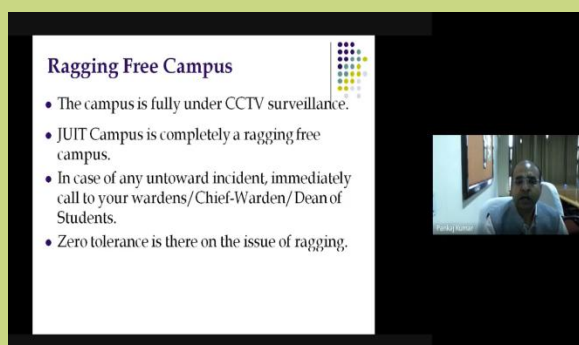 Ragging Free Campus
• The campus is fully under CCTV surveillance.
• JUIT Campus is completely a ragging free
campus.
• In case of any untoward incident, immediately
call to your wardens/Chief-Warden/Dean of
Students.
• Zero tolerance is there on the issue of ragging.
Pankaj Kumar